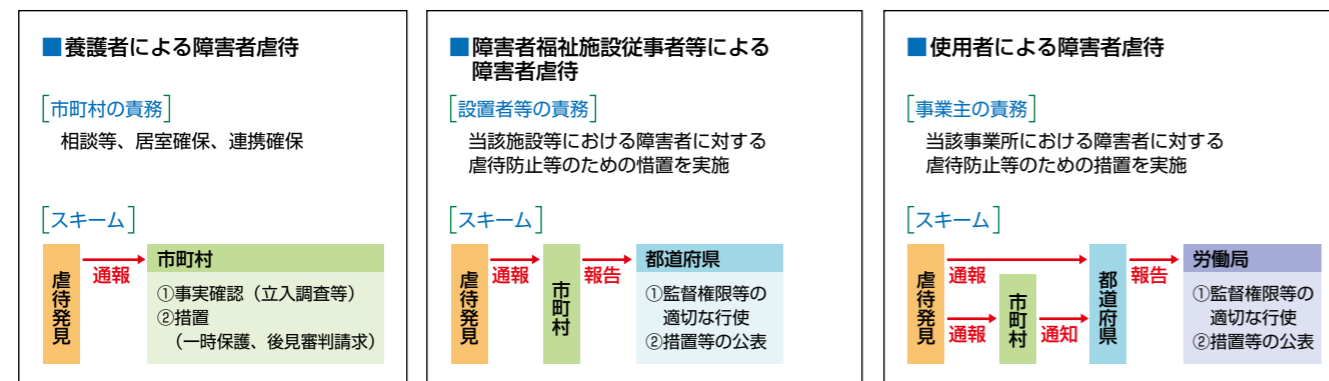 ■養護者による障害者虐待
[市町村の責務]
相談等、居室確保、連携確保
[スキーム]
虐待発見
通報
市町村
①事実確認（立入調査等）
②措置
（一時保護、後見審判請求）
■障害者福祉施設従事者等による
障害者虐待
[設置者等の責務]
当該施設等における障害者に対する
虐待防止等のための惜置を実施
[スキーム]
虐待発見
通報
市町村
報告
都道府県
①監督権限等の
適切な行使
②措置等の公表
■使用者による障害者虐待
[事業主の責務]
当該事業所における障害者に対する
虐待防止等のための措置を実施
[スキーム]
虐待発見
通報
通報
市町村
通知
都道府県
報告
労働局
①監督権限等の
適切な行使
②措置等の公表